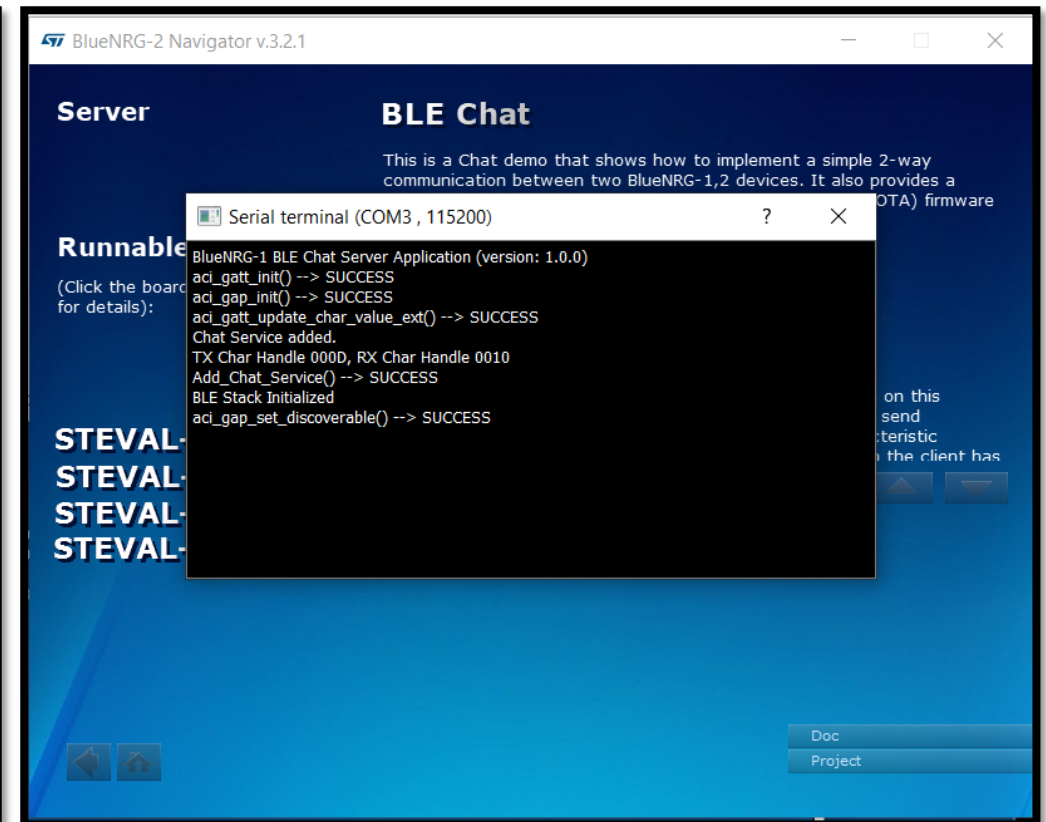 BlueNRG-2 Navigator v.3.2.1
Server
BLE Chat
This is a Chat demo that shows how to implement a simple 2-way
communication between two BlueNRG-1,2 devices. It also provides a
OTA) firmware
Serial terminal (COM3 , 115200)
?
Runnable
(Click the board
for details):
BlueNRG-1 BLE Chat Server Application (version: 1.0.0)
aci_gatt_init() --> SUCCESS
aci_gap_init() --> SUCCESS
aci_gatt_update_char_value_ext() --> SUCCESS
Chat Service added.
TX Char Handle 000D, RX Char Handle 0010
Add_Chat_Service() --> SUCCESS
BLE Stack Initialized
aci_gap_set_discoverable() --> SUCCESS
on this
send
teristic
the client has
STEVAL-
STEVAL-
STEVAL-
STEVAL-
Doc
Project